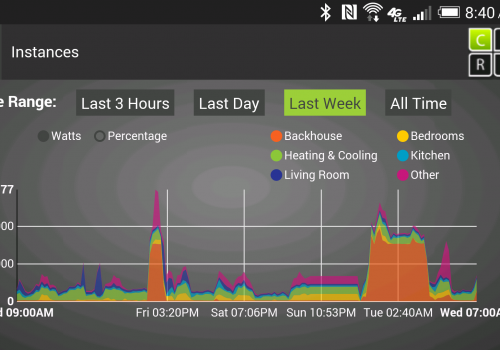 4G LTE 8:40
Instances
C
R
e Range: Last 3 Hours Last Day Last Week All Time
Watts Percentage
Backhouse Bedrooms
Heating & Cooling Kitchen
Living Room Other
77
00
00
0
d 09:00AM Fri 03:20PM Sat 07:06PM Sun 10:53PM Tue 02:40AM Wed 07:00A